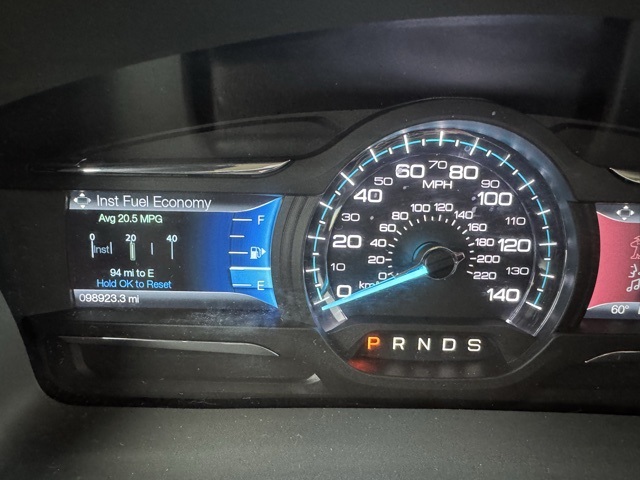 Inst Fuel Economy
Avg 20.5 MPG
0 20 40
Inst
94 mi to E
Hold OK to Reset
098923.3 mi
F
E
0 10 20 30 40 50 60 70 80 90 100 110 120 130 140
MPH
0 20 40 60 80 100 120 140 160 180 200 220
km/h
P R N D S
60°